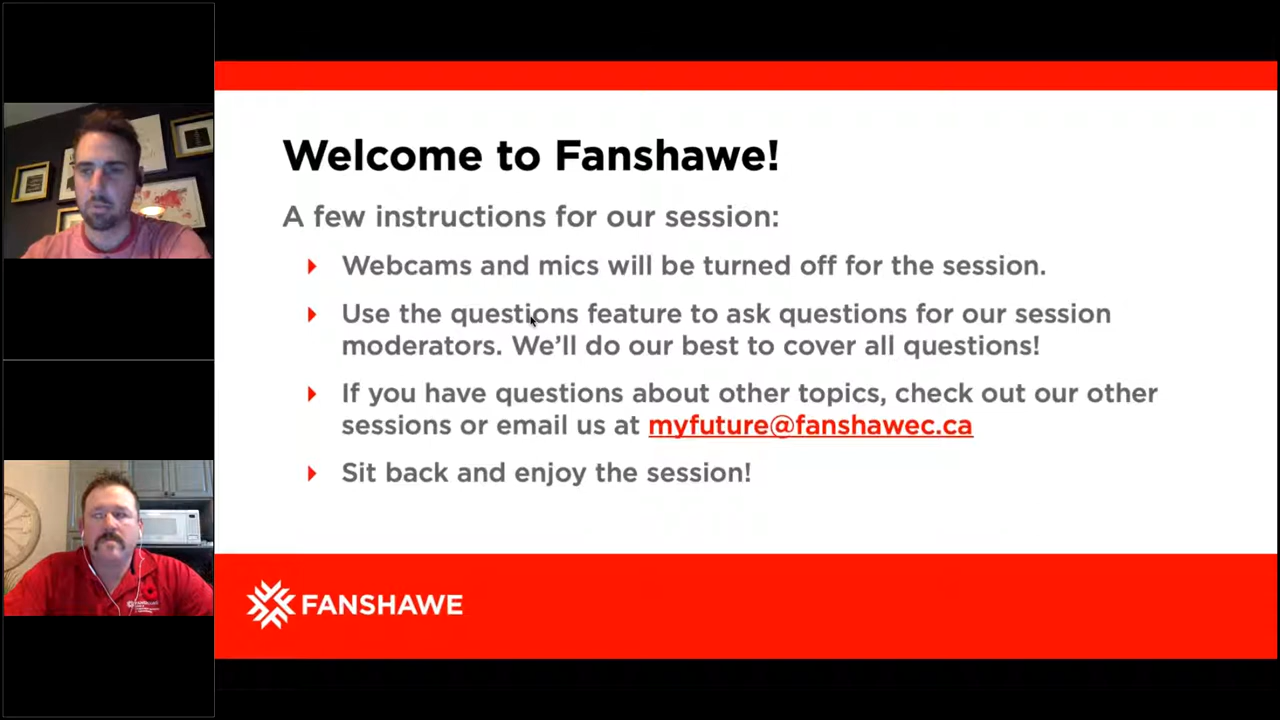 Welcome to Fanshawe!
A few instructions for our session:
Webcams and mics will be turned off for the session.
Use the questions feature to ask questions for our session
moderators. We'll do our best to cover all questions!
If you have questions about other topics, check out our other
sessions or email us at myfuture@fanshawec.ca
Sit back and enjoy the session!
FANSHAWE